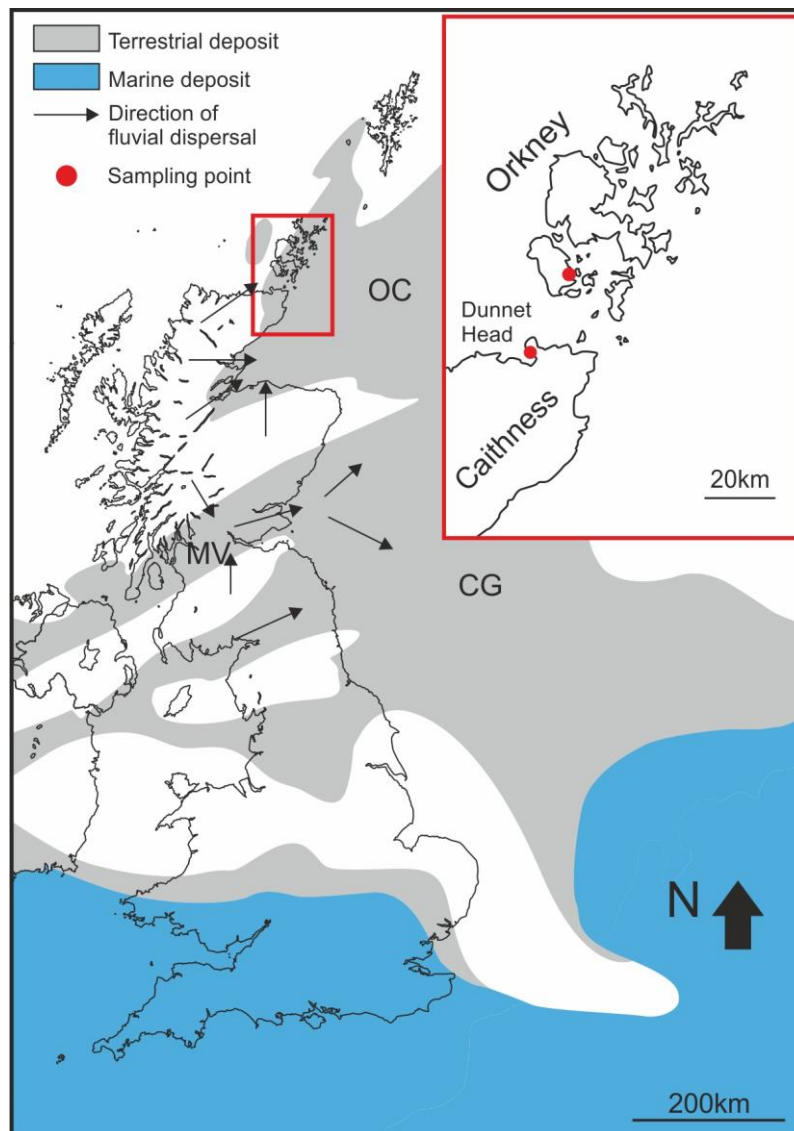 Terrestrial deposit
Marine deposit
Direction of
fluvial dispersal
Sampling point
Orkney
Dunnet
Head
Caithness
20km
OC
MV
CG
N
200km